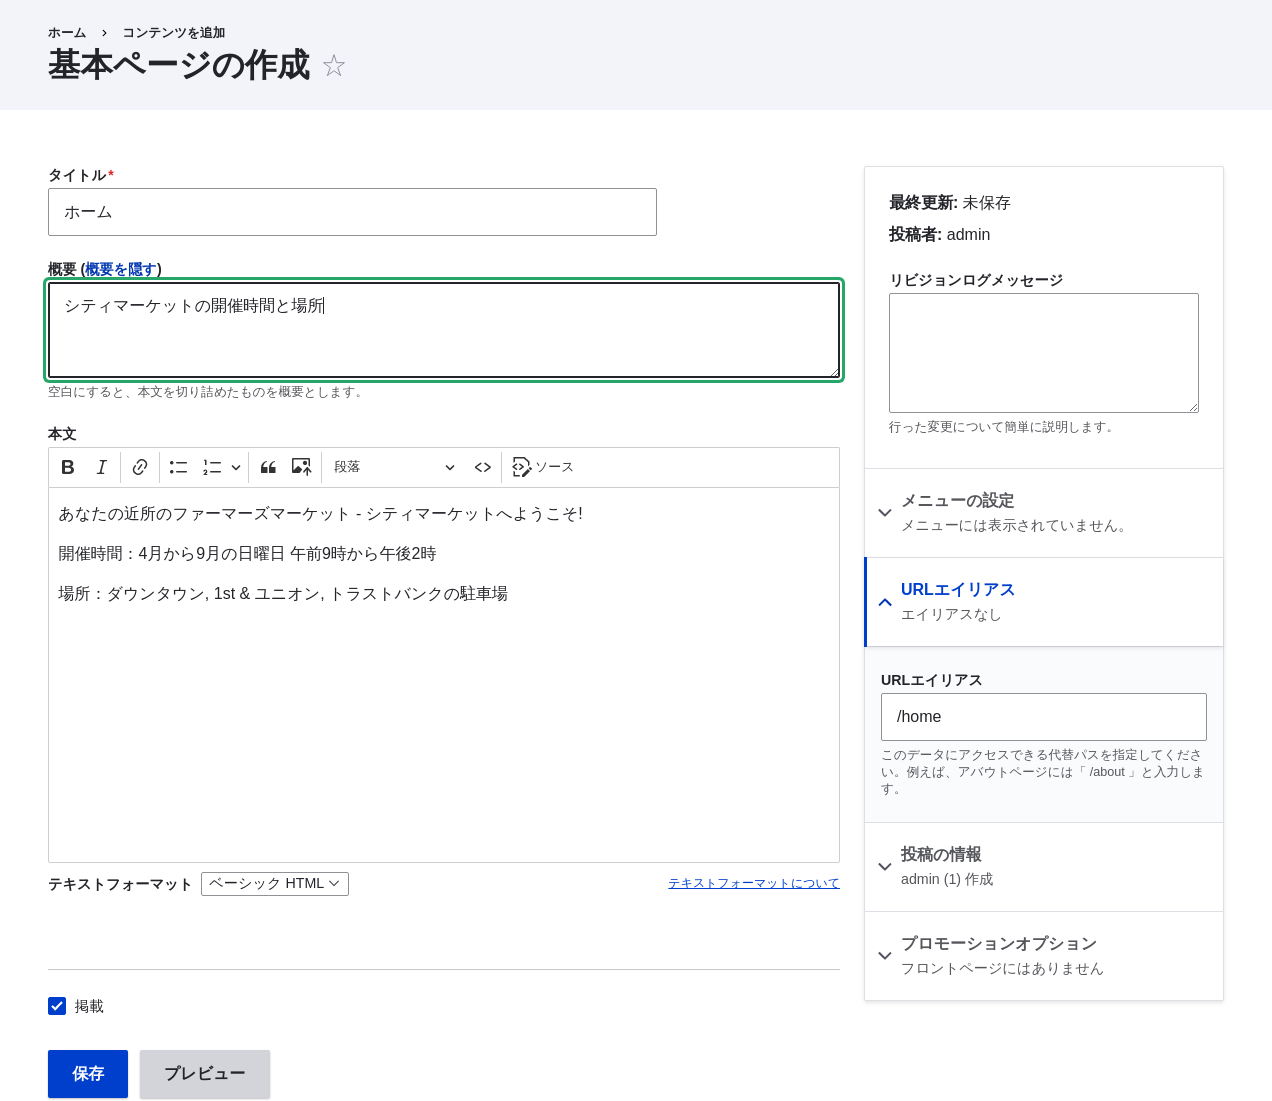 ホーム › コンテンツを追加
基本ページの作成
タイトル*
ホーム
概要 (概要を隠す)
シティマーケットの開催時間と場所
空白にすると、本文を切り詰めたものを概要とします。
本文
B I 段落 ソース
あなたの近所のファーマーズマーケット - シティマーケットへようこそ!
開催時間：4月から9月の日曜日 午前9時から午後2時
場所：ダウンタウン, 1st & ユニオン, トラストバンクの駐車場
テキストフォーマット ベーシック HTML テキストフォーマットについて
掲載
保存 プレビュー
最終更新: 未保存
投稿者: admin
リビジョンログメッセージ
行った変更について簡単に説明します。
メニューの設定
メニューには表示されていません。
URLエイリアス
エイリアスなし
URLエイリアス
/home
このデータにアクセスできる代替パスを指定してくださ
い。例えば、アバウトページには「 /about 」と入力しま
す。
投稿の情報
admin (1) 作成
プロモーションオプション
フロントページにはありません